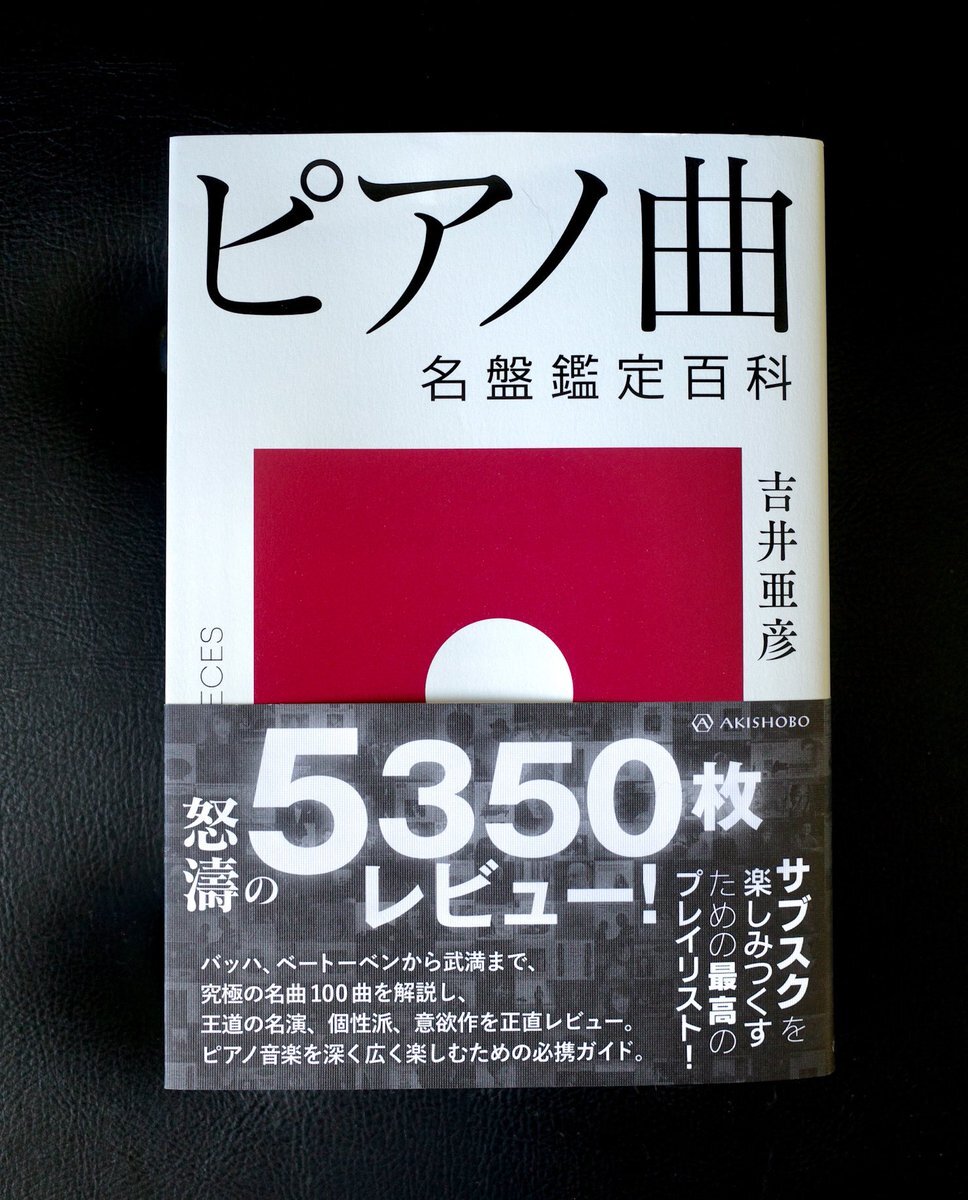 ピアノ曲
名盤鑑定百科
吉井亜彦
ECES
AKISHOBO
怒濤の5350枚
レビュー!
サブスクを
楽しみつくす
ための最高の
プレイリスト!
バッハ、ベートーベンから武満まで、
究極の名曲100曲を解説し、
王道の名演、個性派、意欲作を正直レビュー。
ピアノ音楽を深く広く楽しむための必携ガイド。